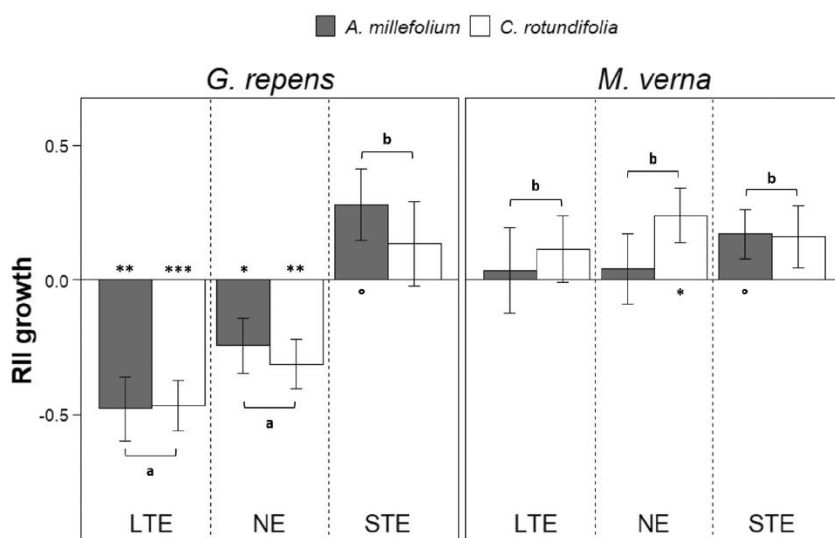 A. millefolium C. rotundifolia
G. repens M. verna
b
b b b
0.5
** *** * **
0.0
° * °
RII growth
a
-0.5
a
LTE NE STE LTE NE STE